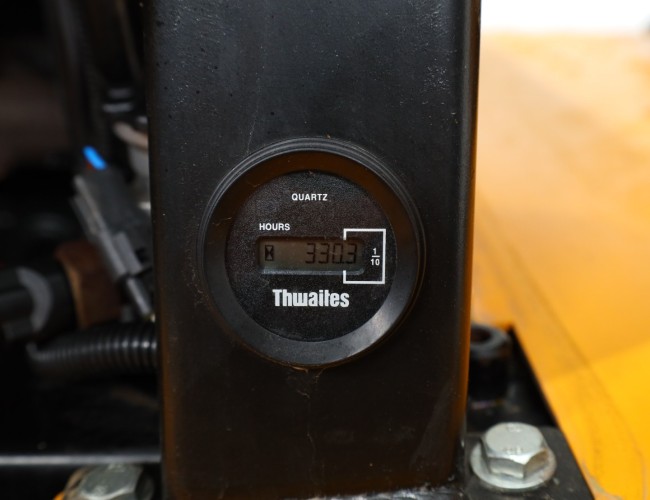 QUARTZ
HOURS
330.3
1
10
Thwaites